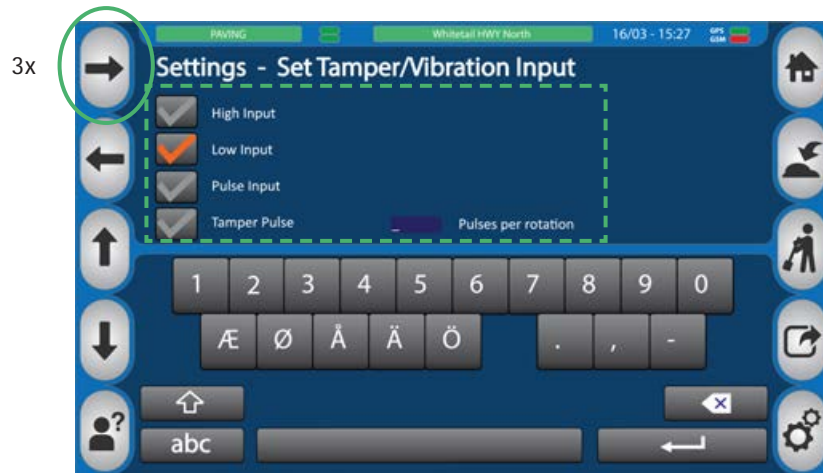 3x
PAVING
Whitetail HWY North
16/03 - 15:27
GPS
GSM
Settings - Set Tamper/Vibration Input
High Input
Low Input
Pulse Input
Tamper Pulse _ Pulses per rotation
1 2 3 4 5 6 7 8 9 0
Æ Ø Å Ä Ö . , -
abc
?